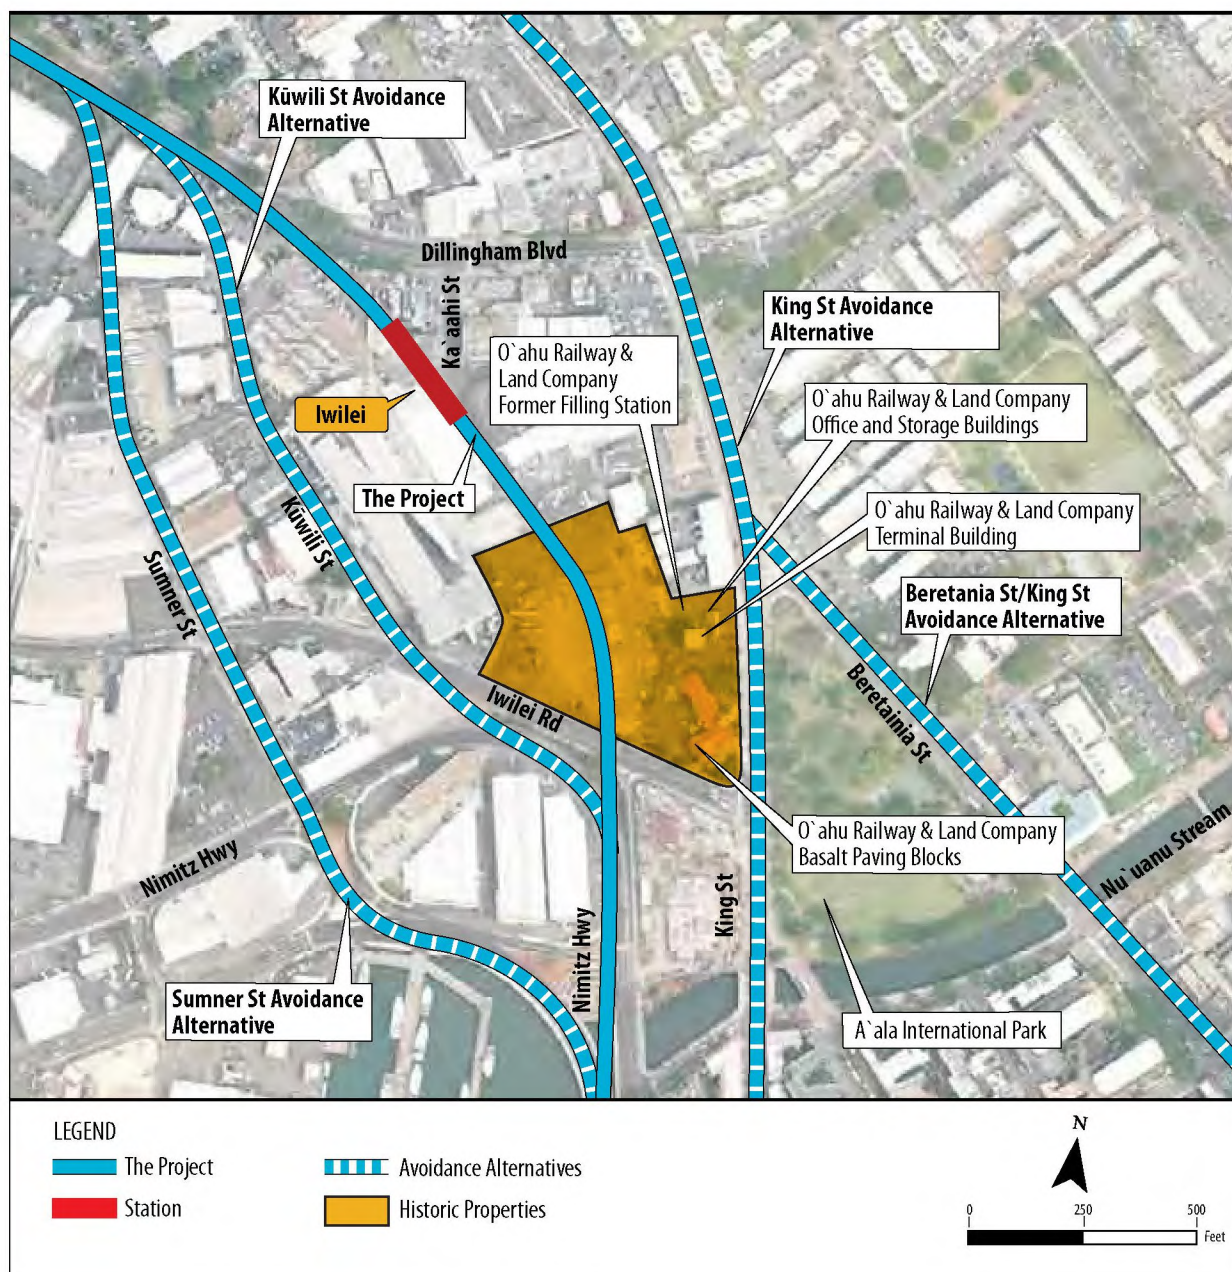 Kūwili St Avoidance
Alternative
Dillingham Blvd
Ka`aahi St
King St Avoidance
Alternative
O`ahu Railway &
Land Company
Former Filling Station
O`ahu Railway & Land Company
Office and Storage Buildings
Iwilei
The Project
O`ahu Railway & Land Company
Terminal Building
Kūwili St
Sumner St
Beretania St/King St
Avoidance Alternative
Iwilei Rd
Beretainia St
O`ahu Railway & Land Company
Basalt Paving Blocks
Nimitz Hwy
Nu`uanu Stream
King St
Nimitz Hwy
Sumner St Avoidance
Alternative
A`ala International Park
LEGEND
The Project
Avoidance Alternatives
Station
Historic Properties
N
0 250 500
Feet